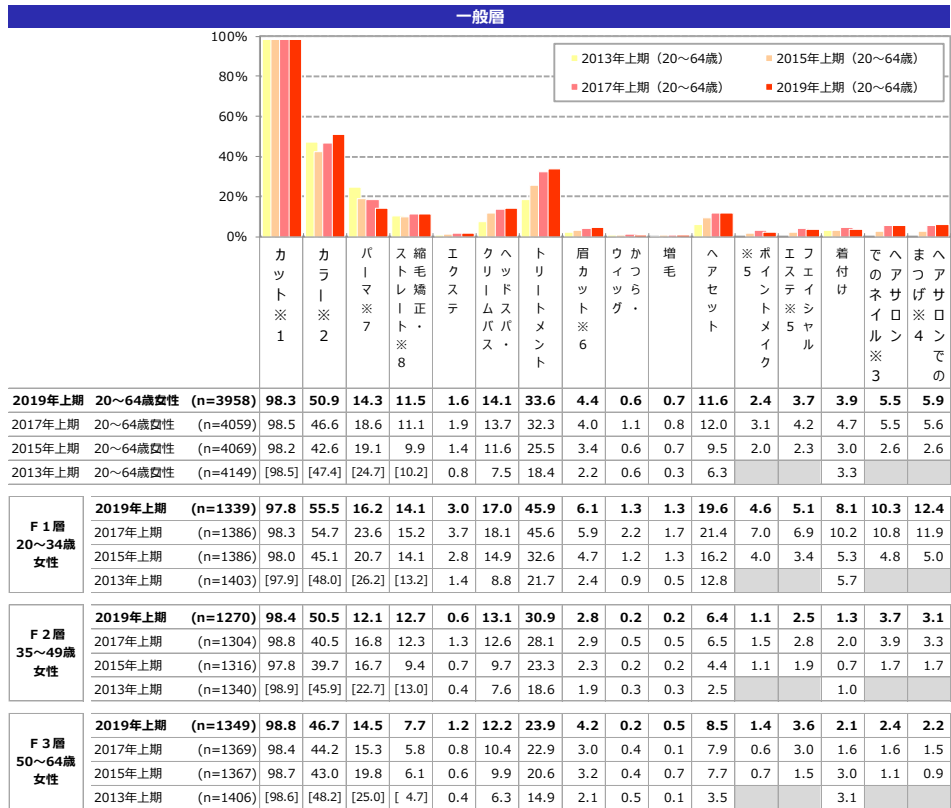 一般層
100%
80%
60%
40%
20%
0%
2013年上期（20～64歳）
2015年上期（20～64歳）
2017年上期（20～64歳）
2019年上期（20～64歳）
カット※1
カラー※2
パーマ※7
縮毛矯正・
ストレート※8
エクステ
ヘッドスパ・
クリームバス
トリートメント
眉カット※6
かつら・
ウィッグ
増毛
ヘアセット
ポイントメイク
※5
フェイシャル
エステ※5
着付け
ヘアサロン
でのネイル※3
ヘアサロンでの
まつげ※4
2019年上期 20～64歳女性 (n=3958) 98.3 50.9 14.3 11.5 1.6 14.1 33.6 4.4 0.6 0.7 11.6 2.4 3.7 3.9 5.5 5.9
2017年上期 20～64歳女性 (n=4059) 98.5 46.6 18.6 11.1 1.9 13.7 32.3 4.0 1.1 0.8 12.0 3.1 4.2 4.7 5.5 5.6
2015年上期 20～64歳女性 (n=4069) 98.2 42.6 19.1 9.9 1.4 11.6 25.5 3.4 0.6 0.7 9.5 2.0 2.3 3.0 2.6 2.6
2013年上期 20～64歳女性 (n=4149) [98.5] [47.4] [24.7] [10.2] 0.8 7.5 18.4 2.2 0.6 0.3 6.3 3.3
F1層
20～34歳
女性
2019年上期 (n=1339) 97.8 55.5 16.2 14.1 3.0 17.0 45.9 6.1 1.3 1.3 19.6 4.6 5.1 8.1 10.3 12.4
2017年上期 (n=1386) 98.3 54.7 23.6 15.2 3.7 18.1 45.6 5.9 2.2 1.7 21.4 7.0 6.9 10.2 10.8 11.9
2015年上期 (n=1386) 98.0 45.1 20.7 14.1 2.8 14.9 32.6 4.7 1.2 1.3 16.2 4.0 3.4 5.3 4.8 5.0
2013年上期 (n=1403) [97.9] [48.0] [26.2] [13.2] 1.4 8.8 21.7 2.4 0.9 0.5 12.8 5.7
F2層
35～49歳
女性
2019年上期 (n=1270) 98.4 50.5 12.1 12.7 0.6 13.1 30.9 2.8 0.2 0.2 6.4 1.1 2.5 1.3 3.7 3.1
2017年上期 (n=1304) 98.8 40.5 16.8 12.3 1.3 12.6 28.1 2.9 0.5 0.5 6.5 1.5 2.8 2.0 3.9 3.3
2015年上期 (n=1316) 97.8 39.7 16.7 9.4 0.7 9.7 23.3 2.3 0.2 0.2 4.4 1.1 1.9 0.7 1.7 1.7
2013年上期 (n=1340) [98.9] [45.9] [22.7] [13.0] 0.4 7.6 18.6 1.9 0.3 0.3 2.5 1.0
F3層
50～64歳
女性
2019年上期 (n=1349) 98.8 46.7 14.5 7.7 1.2 12.2 23.9 4.2 0.2 0.5 8.5 1.4 3.6 2.1 2.4 2.2
2017年上期 (n=1369) 98.4 44.2 15.3 5.8 0.8 10.4 22.9 3.0 0.4 0.1 7.9 0.6 3.0 1.6 1.6 1.5
2015年上期 (n=1367) 98.7 43.0 19.8 6.1 0.6 9.9 20.6 3.2 0.4 0.7 7.7 0.7 1.5 3.0 1.1 0.9
2013年上期 (n=1406) [98.6] [48.2] [25.0] [ 4.7] 0.4 6.3 14.9 2.1 0.5 0.1 3.5 3.1